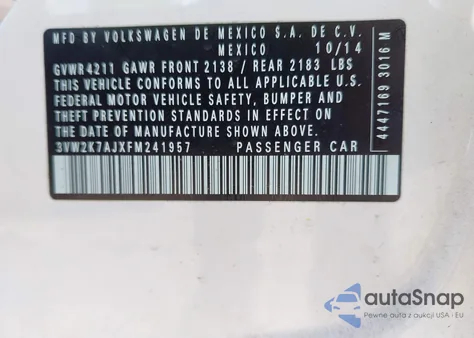 MFD BY VOLKSWAGEN DE MEXICO S.A. DE C.V.
MEXICO 10/14
GVWR 4211 GAWR FRONT 2138 / REAR 2183 LBS
THIS VEHICLE CONFORMS TO ALL APPLICABLE U.S.
FEDERAL MOTOR VEHICLE SAFETY, BUMPER AND
THEFT PREVENTION STANDARDS IN EFFECT ON
THE DATE OF MANUFACTURE SHOWN ABOVE.
3VW2K7AJXFM241957 PASSENGER CAR
4447169 3016 M
autoSnap
Pewne auta z aukcji USA i EU